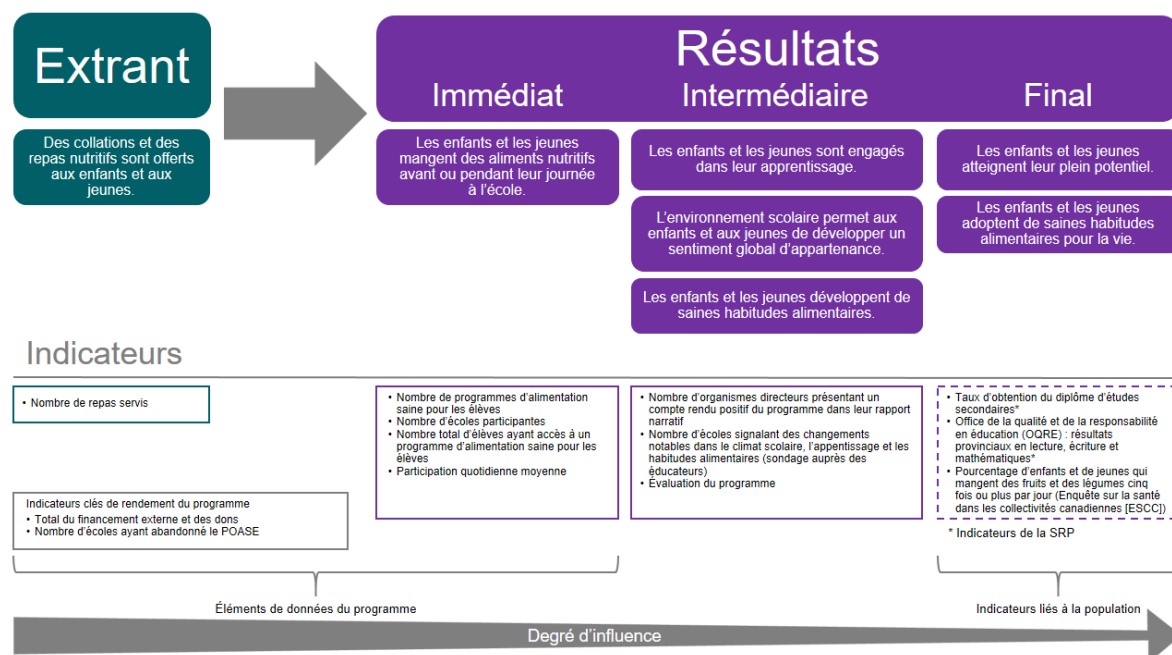 Extrant
Résultats
Immédiat
Intermédiaire
Final
Des collations et des
repas nutritifs sont offerts
aux enfants et aux
jeunes.
Les enfants et les jeunes
mangent des aliments nutritifs
avant ou pendant leur journée
à l'école.
Les enfants et les jeunes sont engagés
dans leur apprentissage.
L'environnement scolaire permet aux
enfants et aux jeunes de développer un
sentiment global d'appartenance.
Les enfants et les jeunes développent de
saines habitudes alimentaires.
Les enfants et les jeunes
atteignent leur plein potentiel.
Les enfants et les jeunes
adoptent de saines habitudes
alimentaires pour la vie.
Indicateurs
• Nombre de repas servis
Indicateurs clés de rendement du programme
• Total du financement externe et des dons
• Nombre d'écoles ayant abandonné le POASE
• Nombre de programmes d'alimentation
saine pour les élèves
• Nombre d'écoles participantes
• Nombre total d'élèves ayant accès à un
programme d'alimentation saine pour les
élèves
• Participation quotidienne moyenne
• Nombre d'organismes directeurs présentant un
compte rendu positif du programme dans leur rapport
narratif
• Nombre d'écoles signalant des changements
notables dans le climat scolaire, l'apprentissage et les
habitudes alimentaires (sondage auprès des
éducateurs)
• Évaluation du programme
• Taux d'obtention du diplôme d'études
secondaires*
• Office de la qualité et de la responsabilité
en éducation (OQRE) : résultats
provinciaux en lecture, écriture et
mathématiques*
• Pourcentage d'enfants et de jeunes qui
mangent des fruits et des légumes cinq
fois ou plus par jour (Enquête sur la santé
dans les collectivités canadiennes [ESCC])
* Indicateurs de la SRP
Éléments de données du programme
Indicateurs liés à la population
Degré d'influence